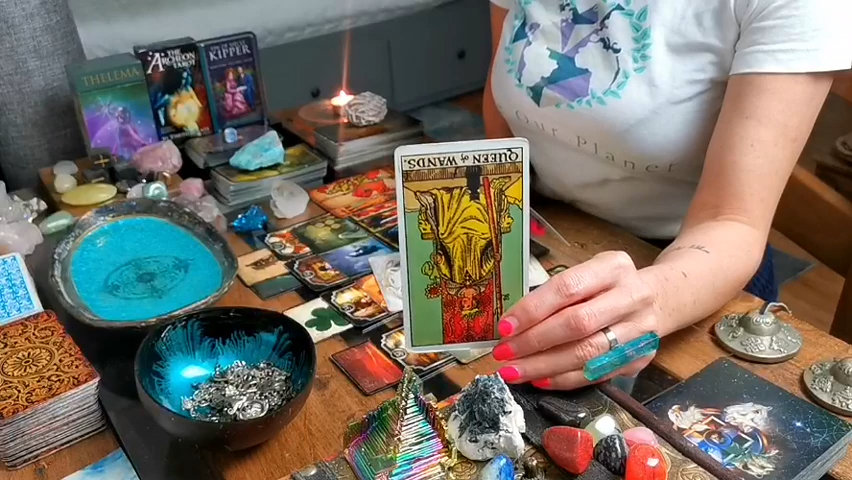 THELEMA
THE
ARCHEON
TAROT
KIPPER
Our Planet
QUEEN of WANDS.